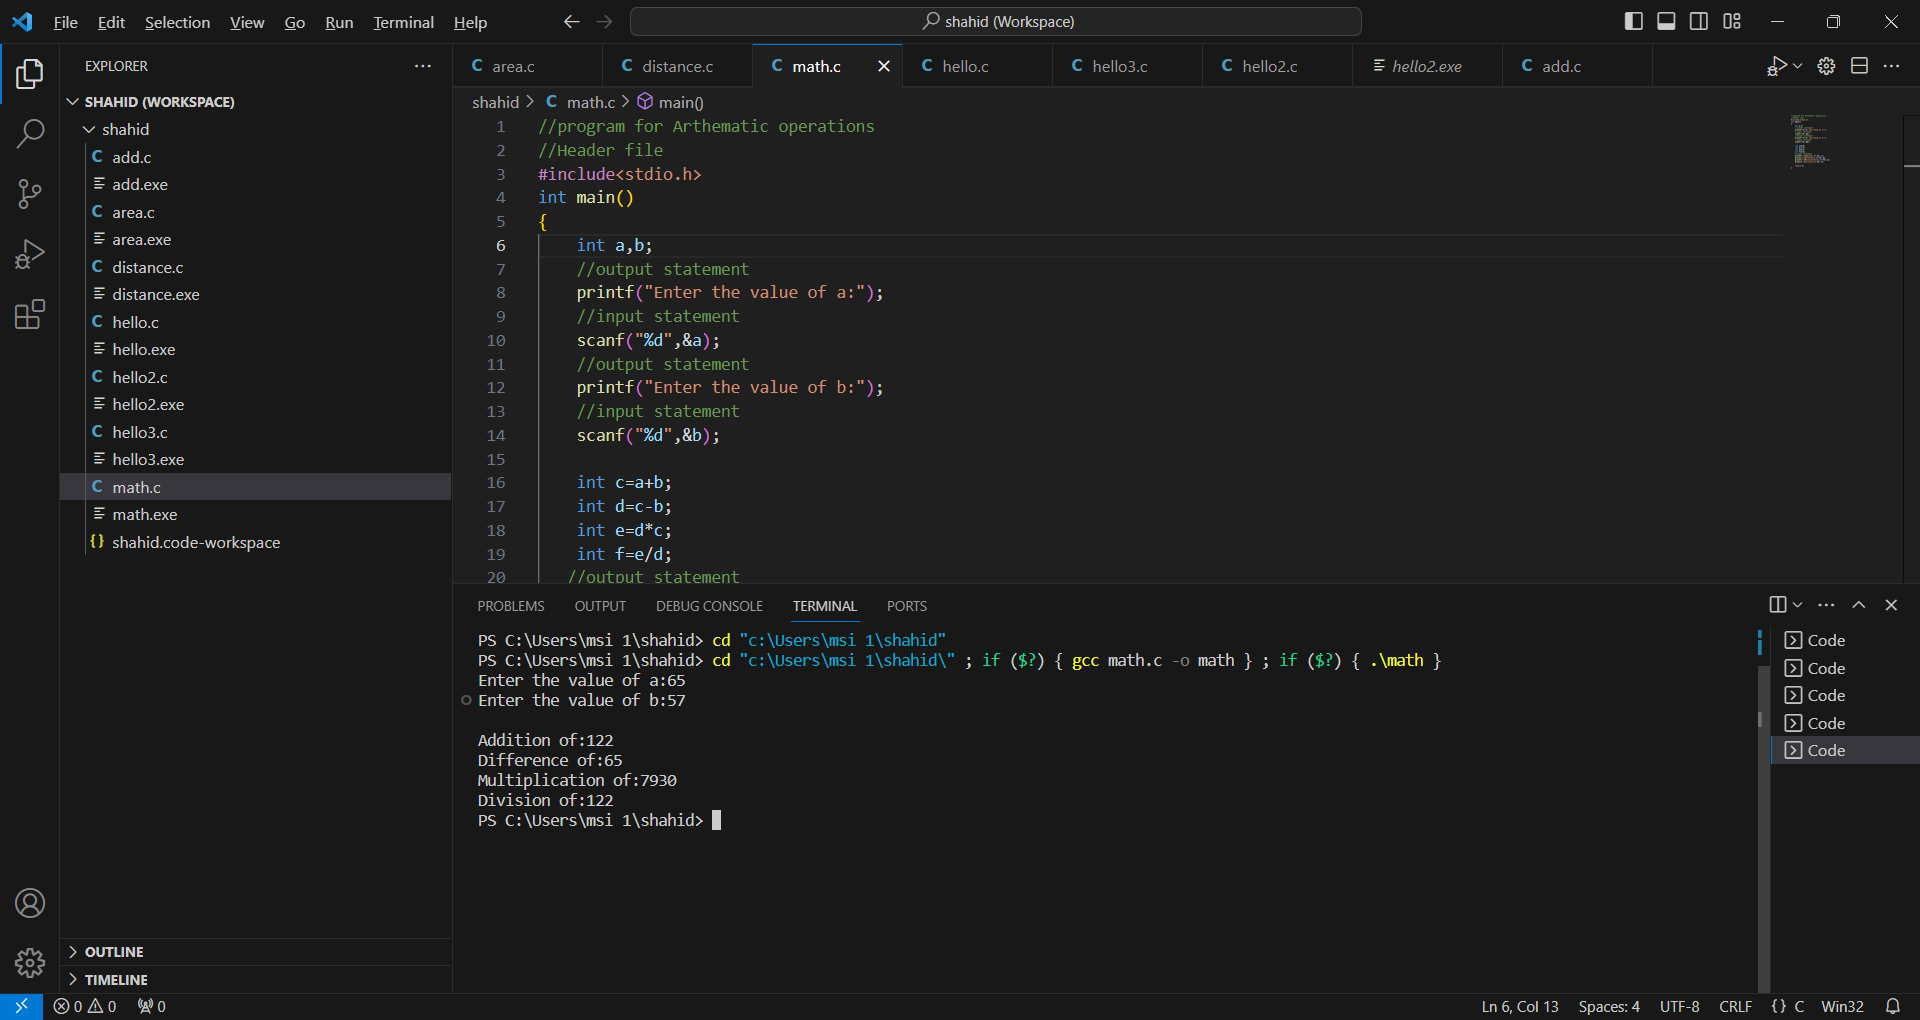 File Edit Selection View Go Run Terminal Help
shahid (Workspace)
EXPLORER
SHAHID (WORKSPACE)
shahid
C add.c
add.exe
C area.c
area.exe
C distance.c
distance.exe
C hello.c
hello.exe
C hello2.c
hello2.exe
C hello3.c
hello3.exe
C math.c
math.exe
{} shahid.code-workspace
OUTLINE
TIMELINE
C area.c C distance.c C math.c C hello.c C hello3.c C hello2.c hello2.exe C add.c
shahid > C math.c > main()
1 //program for Arthematic operations
2 //Header file
3 #include<stdio.h>
4 int main()
5 {
6 int a,b;
7 //output statement
8 printf("Enter the value of a:");
9 //input statement
10 scanf("%d",&a);
11 //output statement
12 printf("Enter the value of b:");
13 //input statement
14 scanf("%d",&b);
15
16 int c=a+b;
17 int d=c-b;
18 int e=d*c;
19 int f=e/d;
20 //output statement
PROBLEMS OUTPUT DEBUG CONSOLE TERMINAL PORTS
PS C:\Users\msi 1\shahid> cd "c:\Users\msi 1\shahid"
PS C:\Users\msi 1\shahid> cd "c:\Users\msi 1\shahid\" ; if ($?) { gcc math.c -o math } ; if ($?) { .\math }
Enter the value of a:65
Enter the value of b:57
Addition of:122
Difference of:65
Multiplication of:7930
Division of:122
PS C:\Users\msi 1\shahid>
Code
Code
Code
Code
Code
0 0 0
Ln 6, Col 13 Spaces: 4 UTF-8 CRLF {} C Win32